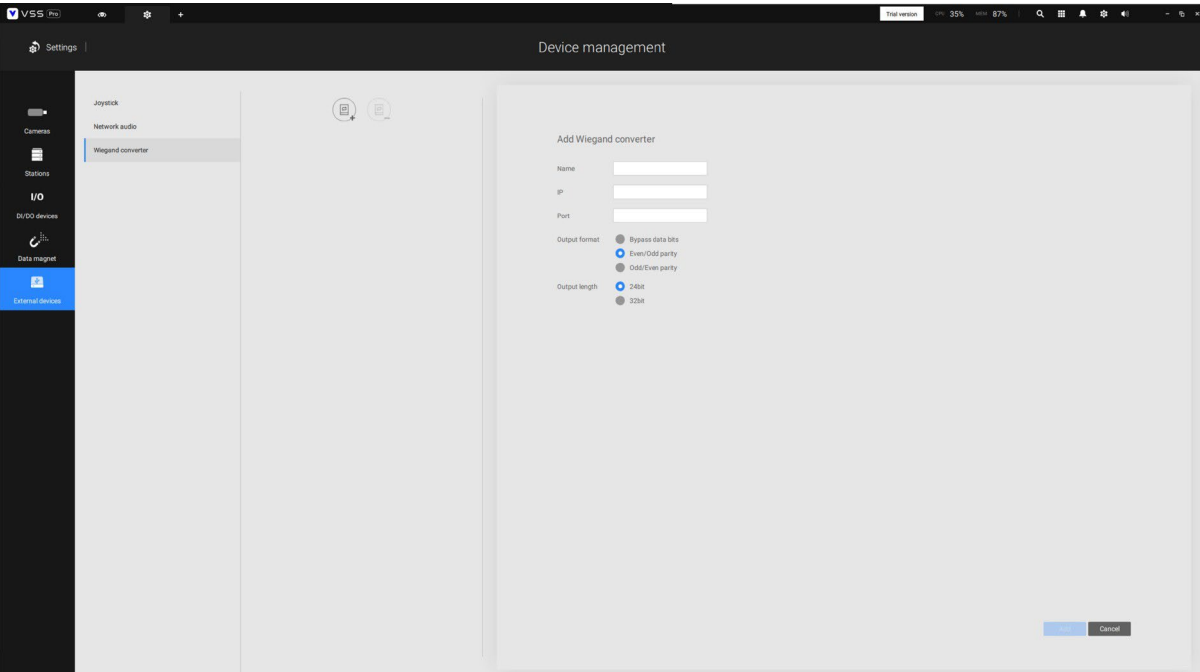 VSS Pro
Trial version CPU 35% MEM 87%
Settings
Device management
Cameras
Stations
I/O
DI/DO devices
Data magnet
External devices
Joystick
Network audio
Wiegand converter
Add Wiegand converter
Name
IP
Port
Output format
Bypass data bits
Even/Odd parity
Odd/Even parity
Output length
24bit
32bit
Add
Cancel